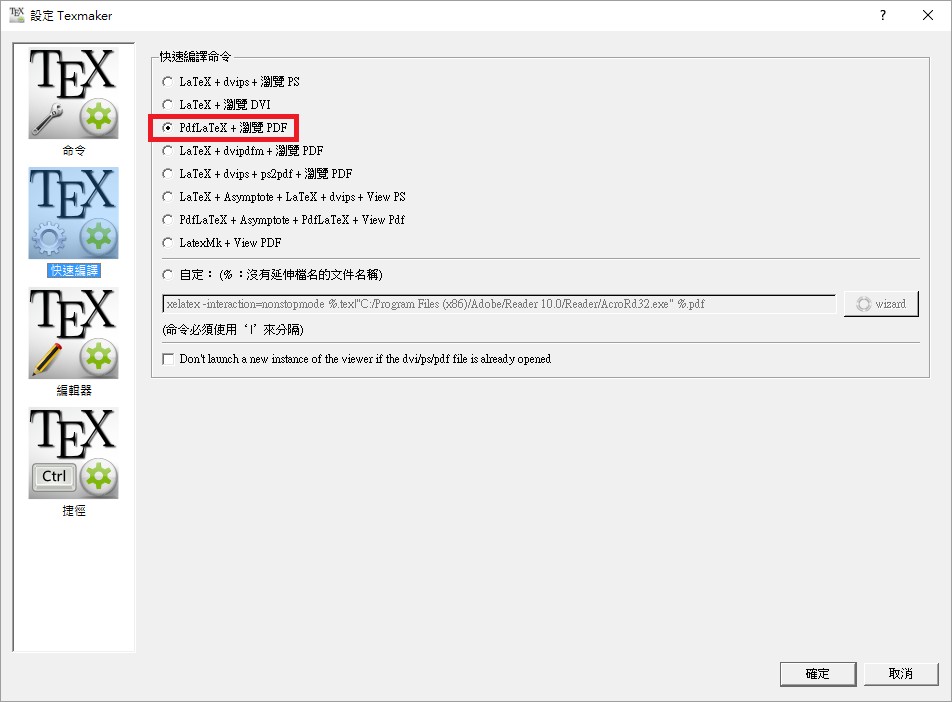 設定 Texmaker
?
TEX
命令
TEX
快速編譯
TEX
編輯器
TEX
Ctrl
捷徑
快速編譯命令
LaTeX + dvips + 瀏覽 PS
LaTeX + 瀏覽 DVI
PdfLaTeX + 瀏覽 PDF
LaTeX + dvipdfm + 瀏覽 PDF
LaTeX + dvips + ps2pdf + 瀏覽 PDF
LaTeX + Asymptote + LaTeX + dvips + View PS
PdfLaTeX + Asymptote + PdfLaTeX + View Pdf
LatexMk + View PDF
自定：（%：沒有延伸檔名的文件名稱)
xelatex -interaction=nonstopmode %.tex|"C:/Program Files (x86)/Adobe/Reader 10.0/Reader/AcroRd32.exe" %.pdf
wizard
(命令必須使用‘|’來分隔)
Don't launch a new instance of the viewer if the dvi/ps/pdf file is already opened
確定
取消